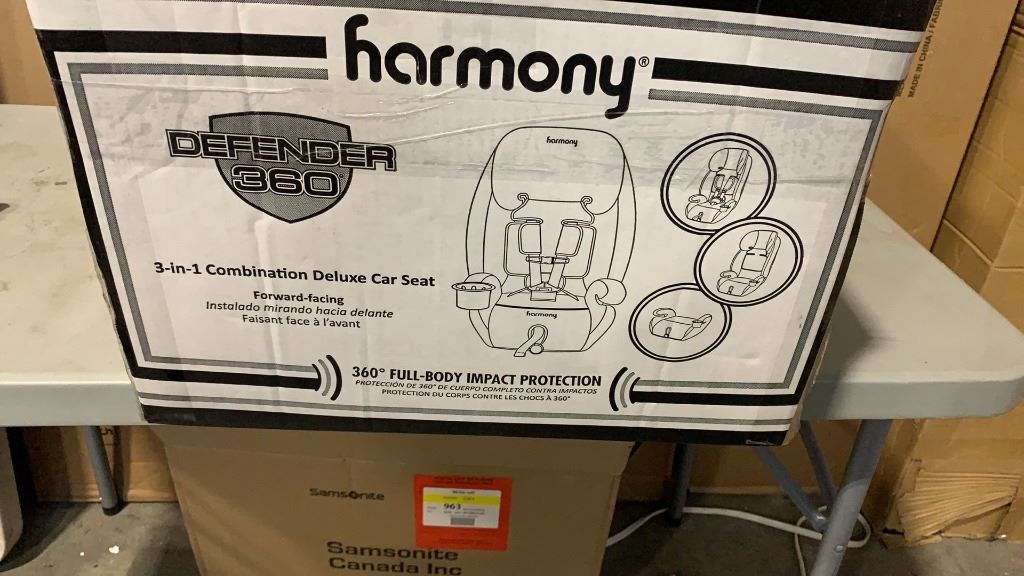 harmony®
DEFENDER
360
harmony
3-in-1 Combination Deluxe Car Seat
Forward-facing
Instalado mirando hacia delante
Faisant face à l'avant
harmony
360° FULL-BODY IMPACT PROTECTION
PROTECCIÓN DE 360° DE CUERPO COMPLETO CONTRA IMPACTOS
PROTECTION DU CORPS CONTRE LES CHOCS À 360°
MADE IN CHINA / FABRI
Samsonite
963
Samsonite
Canada Inc